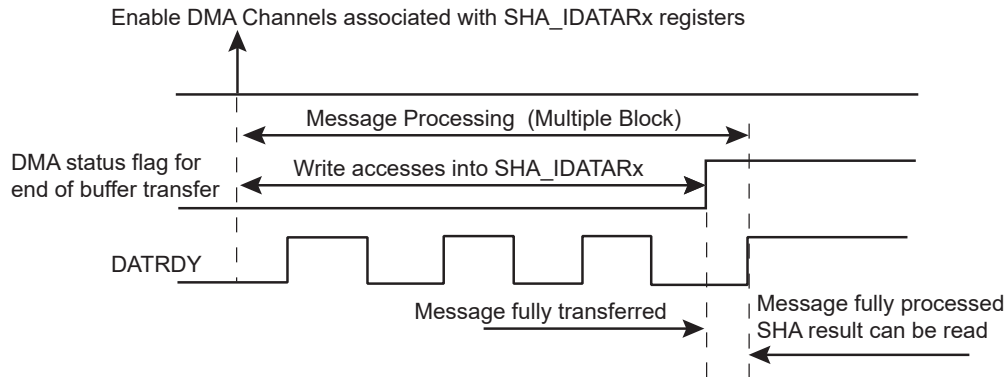 Enable DMA Channels associated with SHA_IDATARx registers
Message Processing (Multiple Block)
DMA status flag for
end of buffer transfer
Write accesses into SHA_IDATARx
DATRDY
Message fully transferred
Message fully processed
SHA result can be read